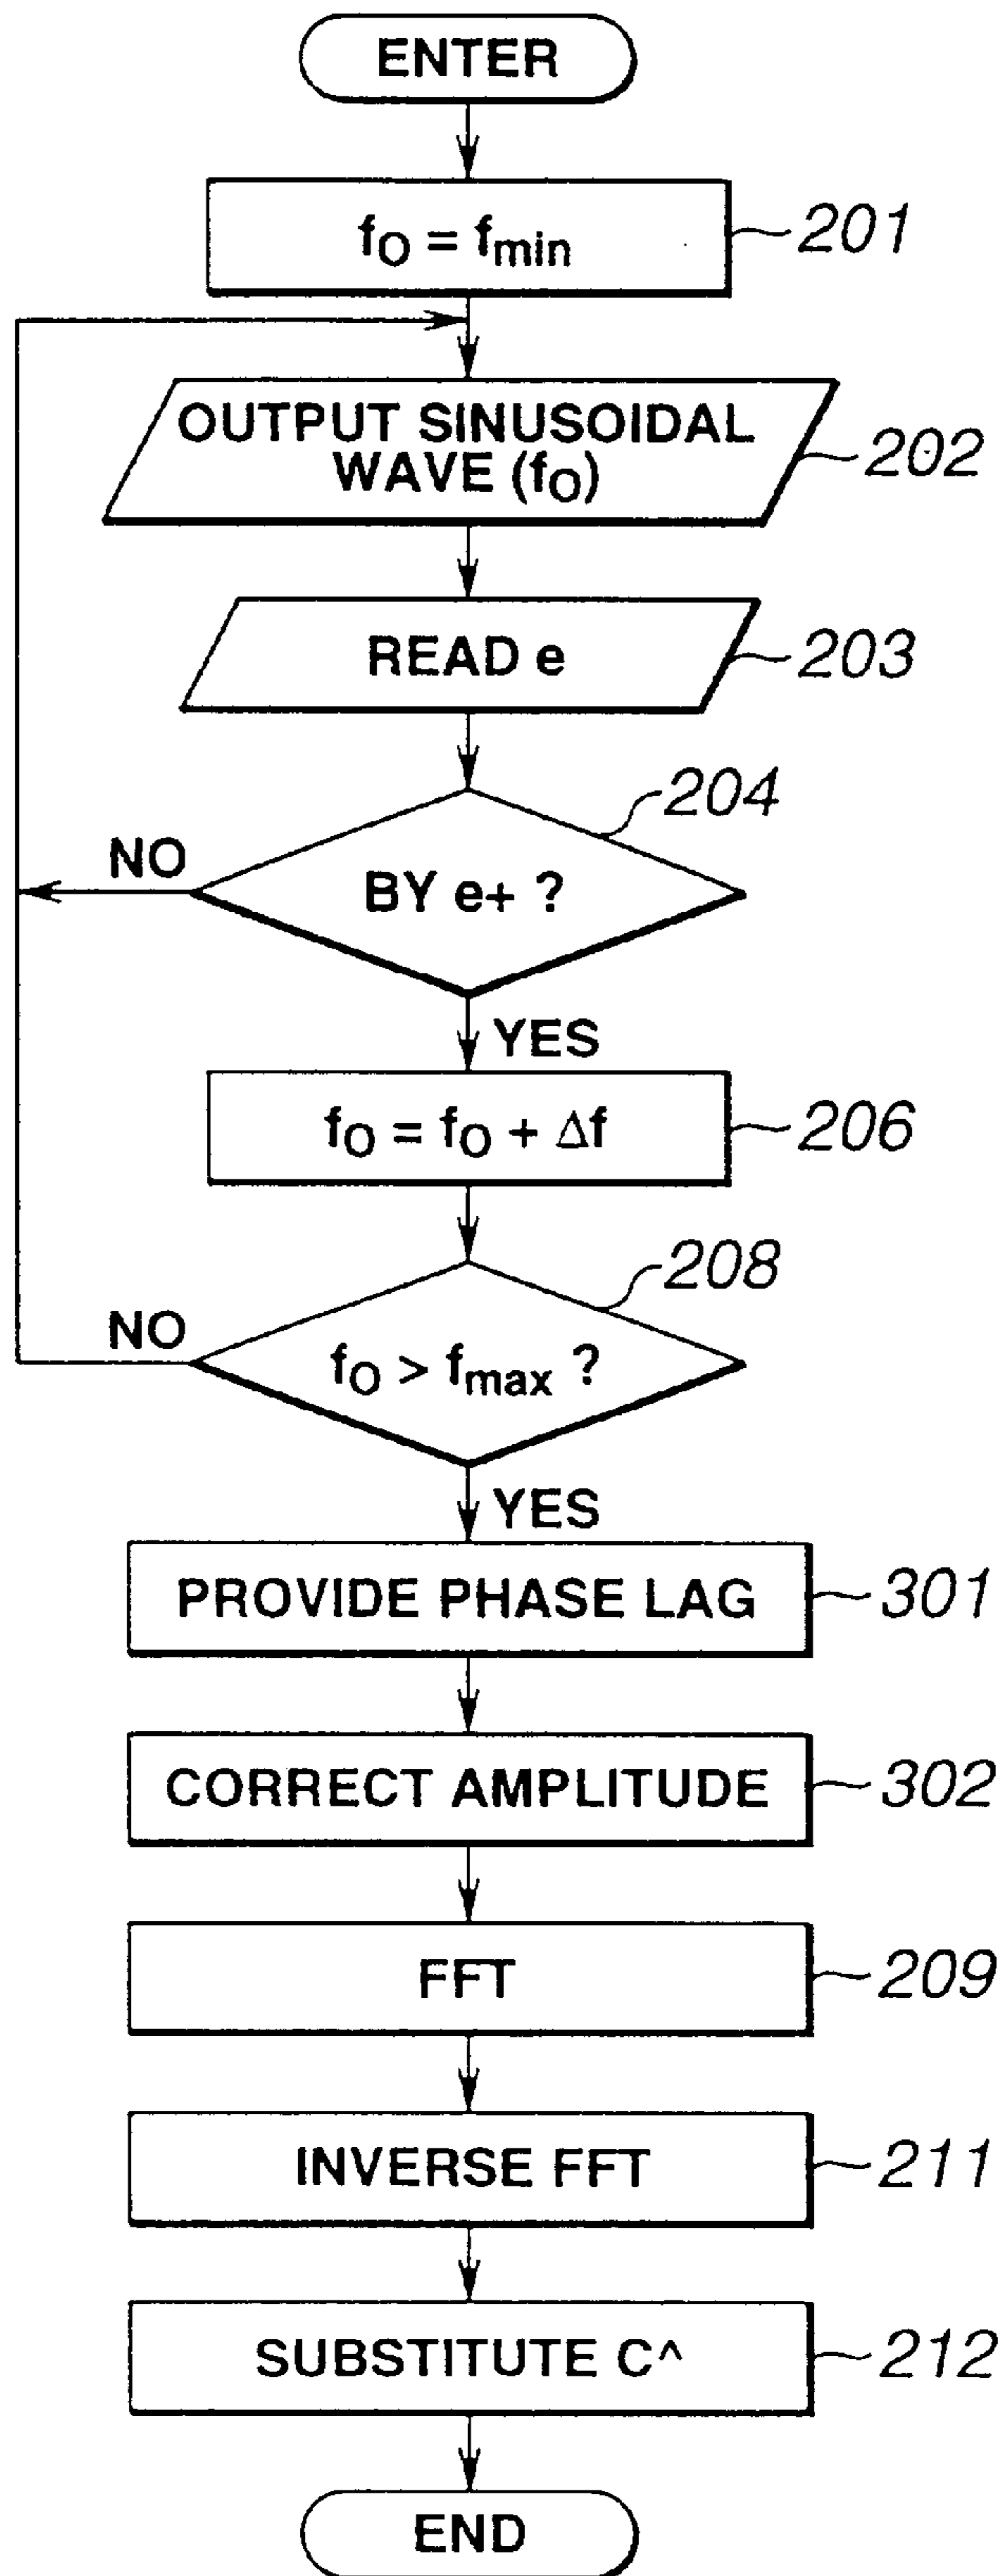 ENTER
fO = fmin
201
OUTPUT SINUSOIDAL
WAVE (fO)
202
READ e
203
204
NO
BY e+ ?
YES
fO = fO + Δf
206
208
NO
fO > fmax ?
YES
PROVIDE PHASE LAG
301
CORRECT AMPLITUDE
302
FFT
209
INVERSE FFT
211
SUBSTITUTE C^
212
END